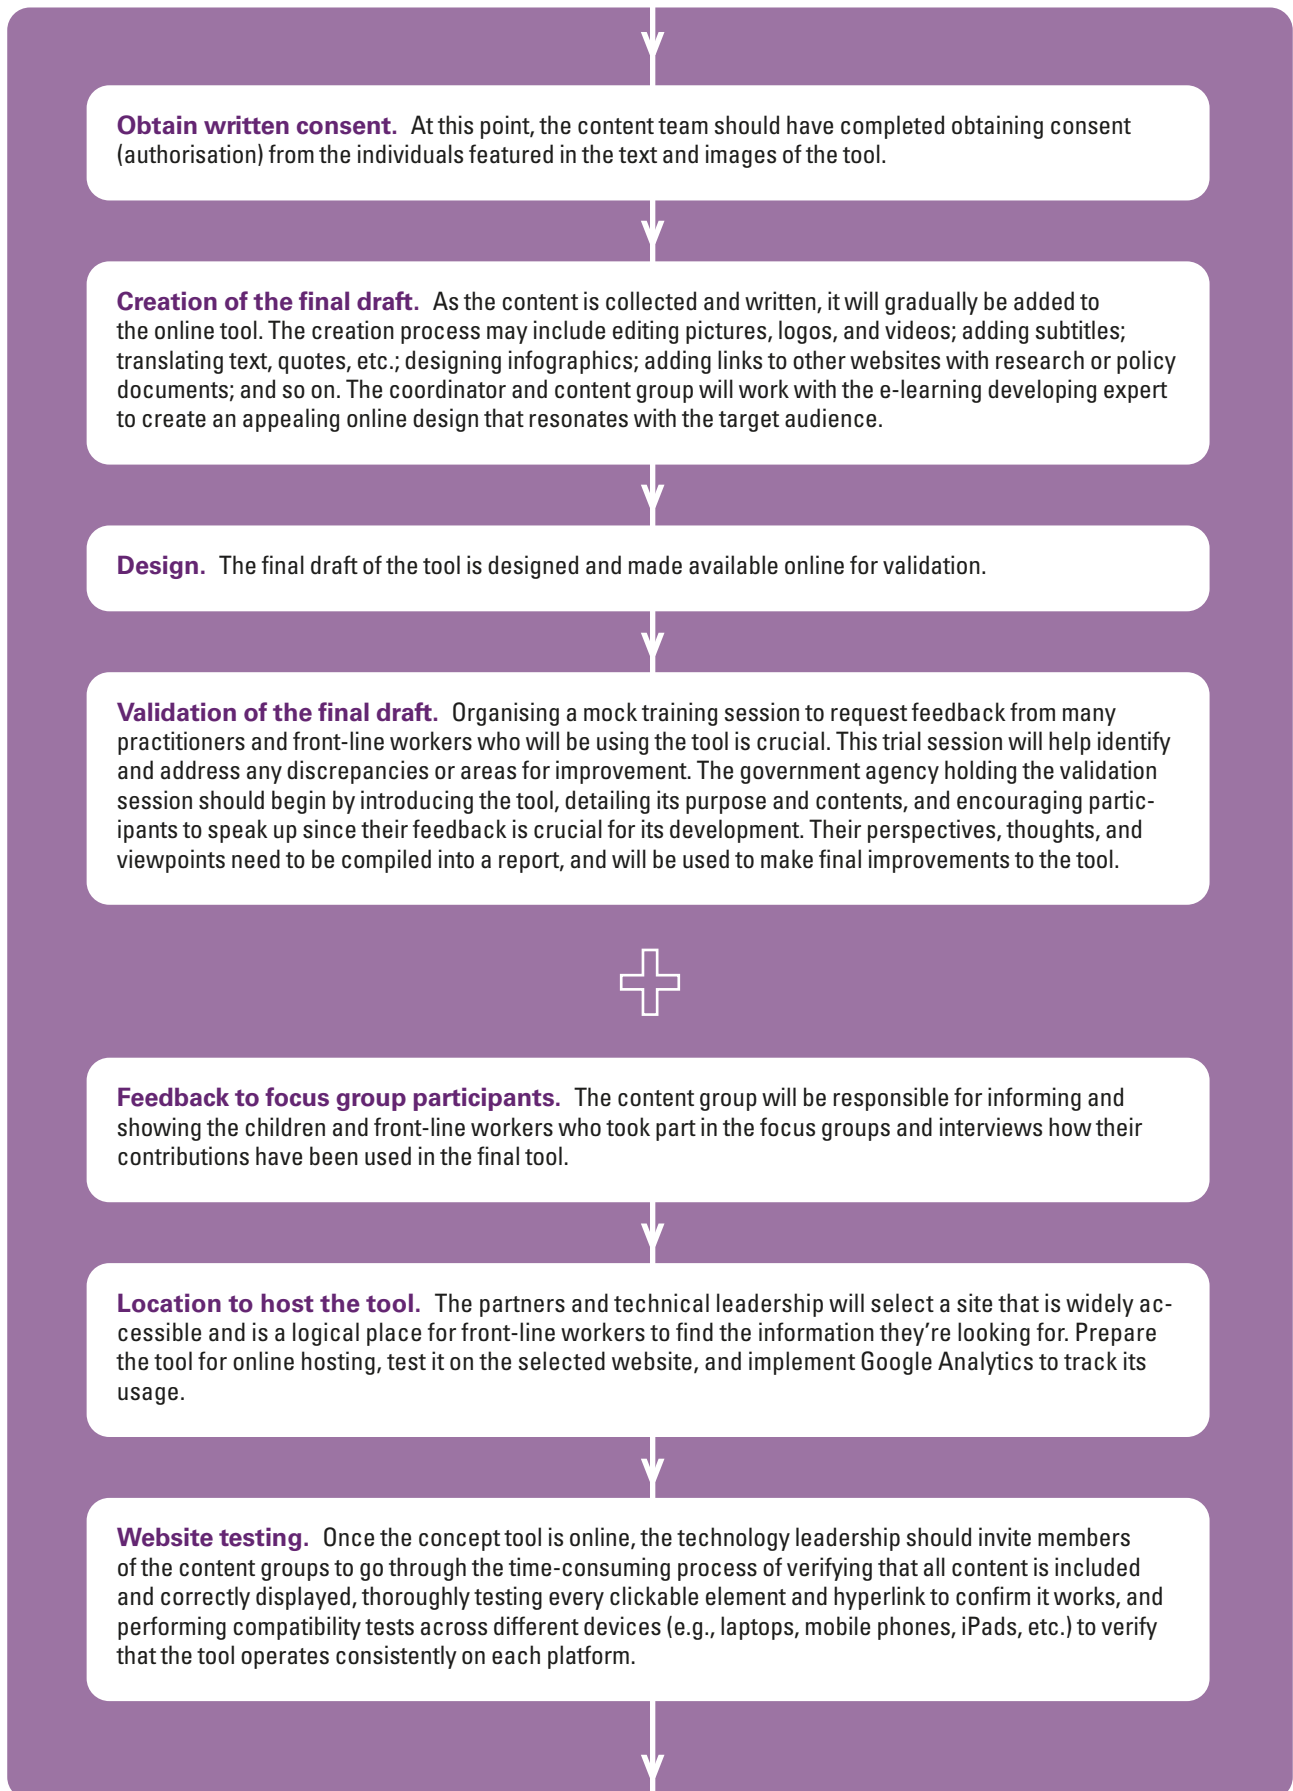 Obtain written consent. At this point, the content team should have completed obtaining consent
(authorisation) from the individuals featured in the text and images of the tool.
Creation of the final draft. As the content is collected and written, it will gradually be added to
the online tool. The creation process may include editing pictures, logos, and videos; adding subtitles;
translating text, quotes, etc.; designing infographics; adding links to other websites with research or policy
documents; and so on. The coordinator and content group will work with the e-learning developing expert
to create an appealing online design that resonates with the target audience.
Design. The final draft of the tool is designed and made available online for validation.
Validation of the final draft. Organising a mock training session to request feedback from many
practitioners and front-line workers who will be using the tool is crucial. This trial session will help identify
and address any discrepancies or areas for improvement. The government agency holding the validation
session should begin by introducing the tool, detailing its purpose and contents, and encouraging partic-
ipants to speak up since their feedback is crucial for its development. Their perspectives, thoughts, and
viewpoints need to be compiled into a report, and will be used to make final improvements to the tool.
Feedback to focus group participants. The content group will be responsible for informing and
showing the children and front-line workers who took part in the focus groups and interviews how their
contributions have been used in the final tool.
Location to host the tool. The partners and technical leadership will select a site that is widely ac-
cessible and is a logical place for front-line workers to find the information they're looking for. Prepare
the tool for online hosting, test it on the selected website, and implement Google Analytics to track its
usage.
Website testing. Once the concept tool is online, the technology leadership should invite members
of the content groups to go through the time-consuming process of verifying that all content is included
and correctly displayed, thoroughly testing every clickable element and hyperlink to confirm it works, and
performing compatibility tests across different devices (e.g., laptops, mobile phones, iPads, etc.) to verify
that the tool operates consistently on each platform.